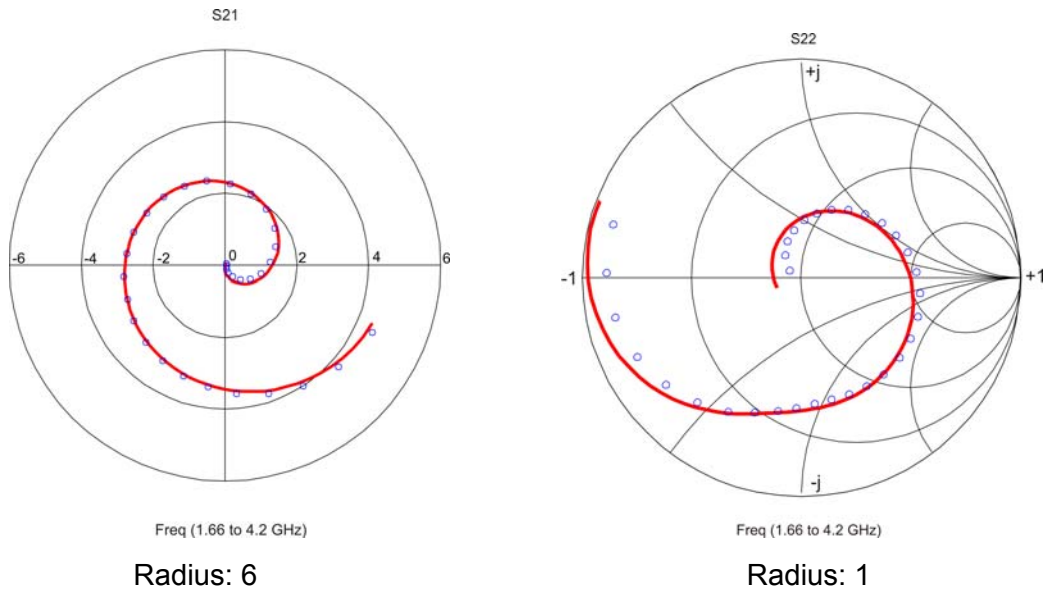 S21
-6 -4 -2 0 2 4 6
Freq (1.66 to 4.2 GHz)
Radius: 6
S22
+j
-1 +1
-j
Freq (1.66 to 4.2 GHz)
Radius: 1